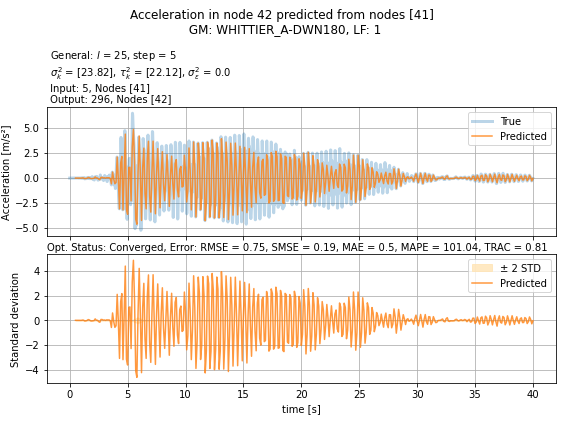 Acceleration in node 42 predicted from nodes [41]
GM: WHITTIER_A-DWN180, LF: 1
General: l = 25, step = 5
σ²ₖ = [23.82], τ²ₖ = [22.12], σ²ε = 0.0
Input: 5, Nodes [41]
Output: 296, Nodes [42]
Acceleration [m/s²]
5.0
2.5
0.0
−2.5
−5.0
True
Predicted
Opt. Status: Converged, Error: RMSE = 0.75, SMSE = 0.19, MAE = 0.5, MAPE = 101.04, TRAC = 0.81
Standard deviation
4
2
0
−2
−4
± 2 STD
Predicted
0 5 10 15 20 25 30 35 40
time [s]